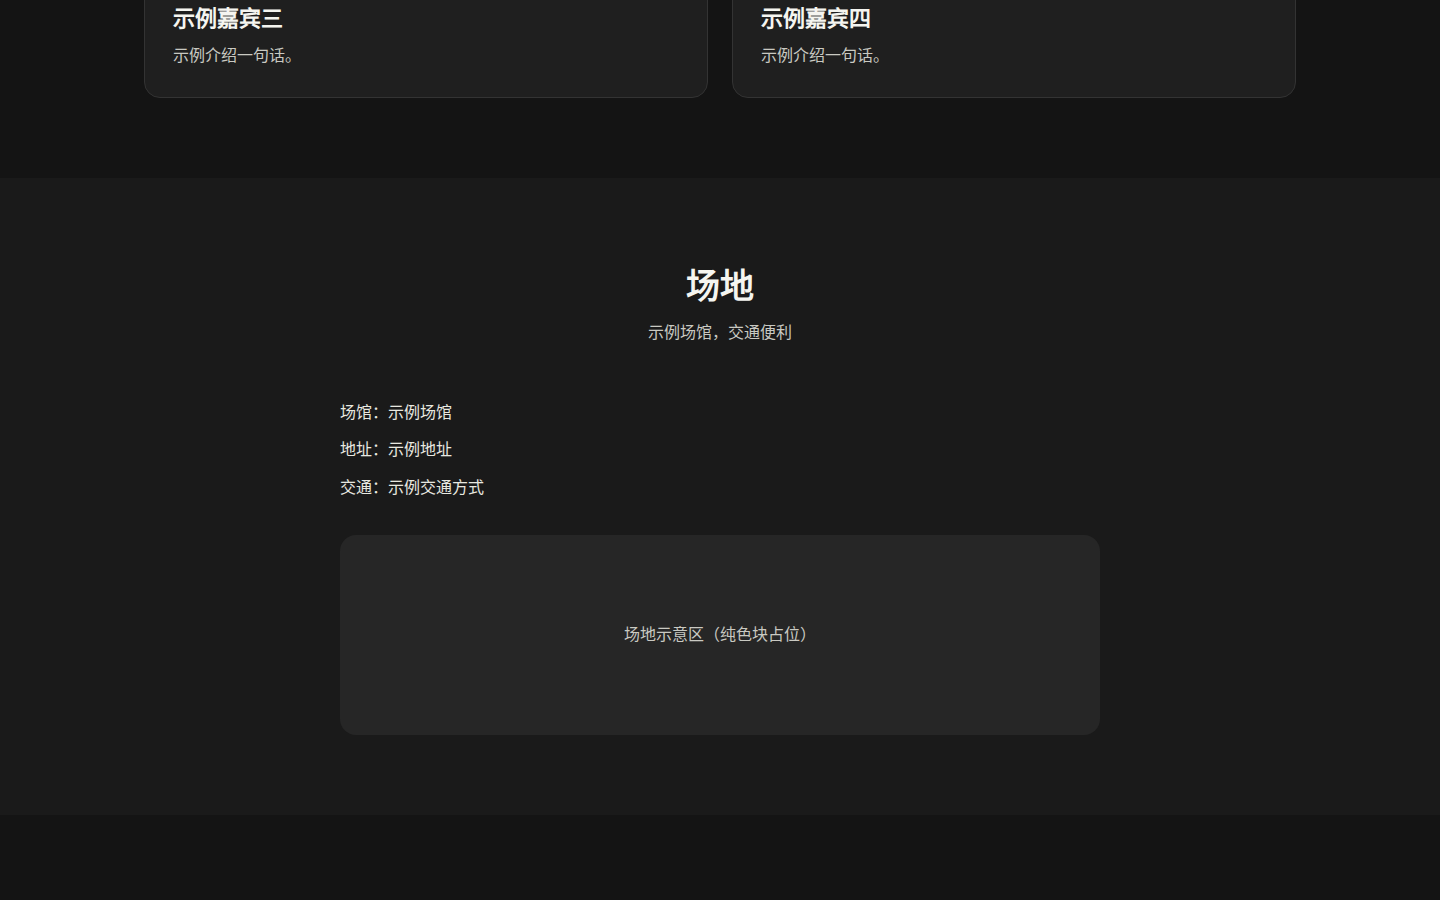 示例嘉宾三
示例介绍一句话。
示例嘉宾四
示例介绍一句话。
场地
示例场馆，交通便利
场馆：示例场馆
地址：示例地址
交通：示例交通方式
场地示意区（纯色块占位）